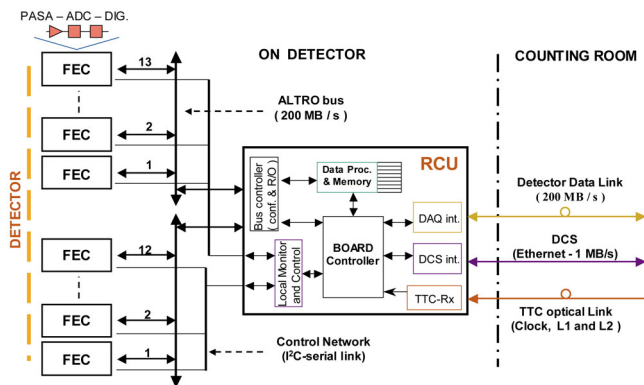 PASA – ADC – DIG.
ON DETECTOR
COUNTING ROOM
DETECTOR
FEC
13
FEC
2
FEC
1
ALTRO bus
( 200 MB / s )
RCU
Bus controller
( conf. & R/O )
Data Proc.
& Memory
BOARD
Controller
DAQ int.
DCS int.
TTC-Rx
Local Monitor
and Control
Detector Data Link
( 200 MB / s )
DCS
(Ethernet - 1 MB/s)
TTC optical Link
(Clock, L1 and L2 )
FEC
12
FEC
2
FEC
1
Control Network
(I²C-serial link)